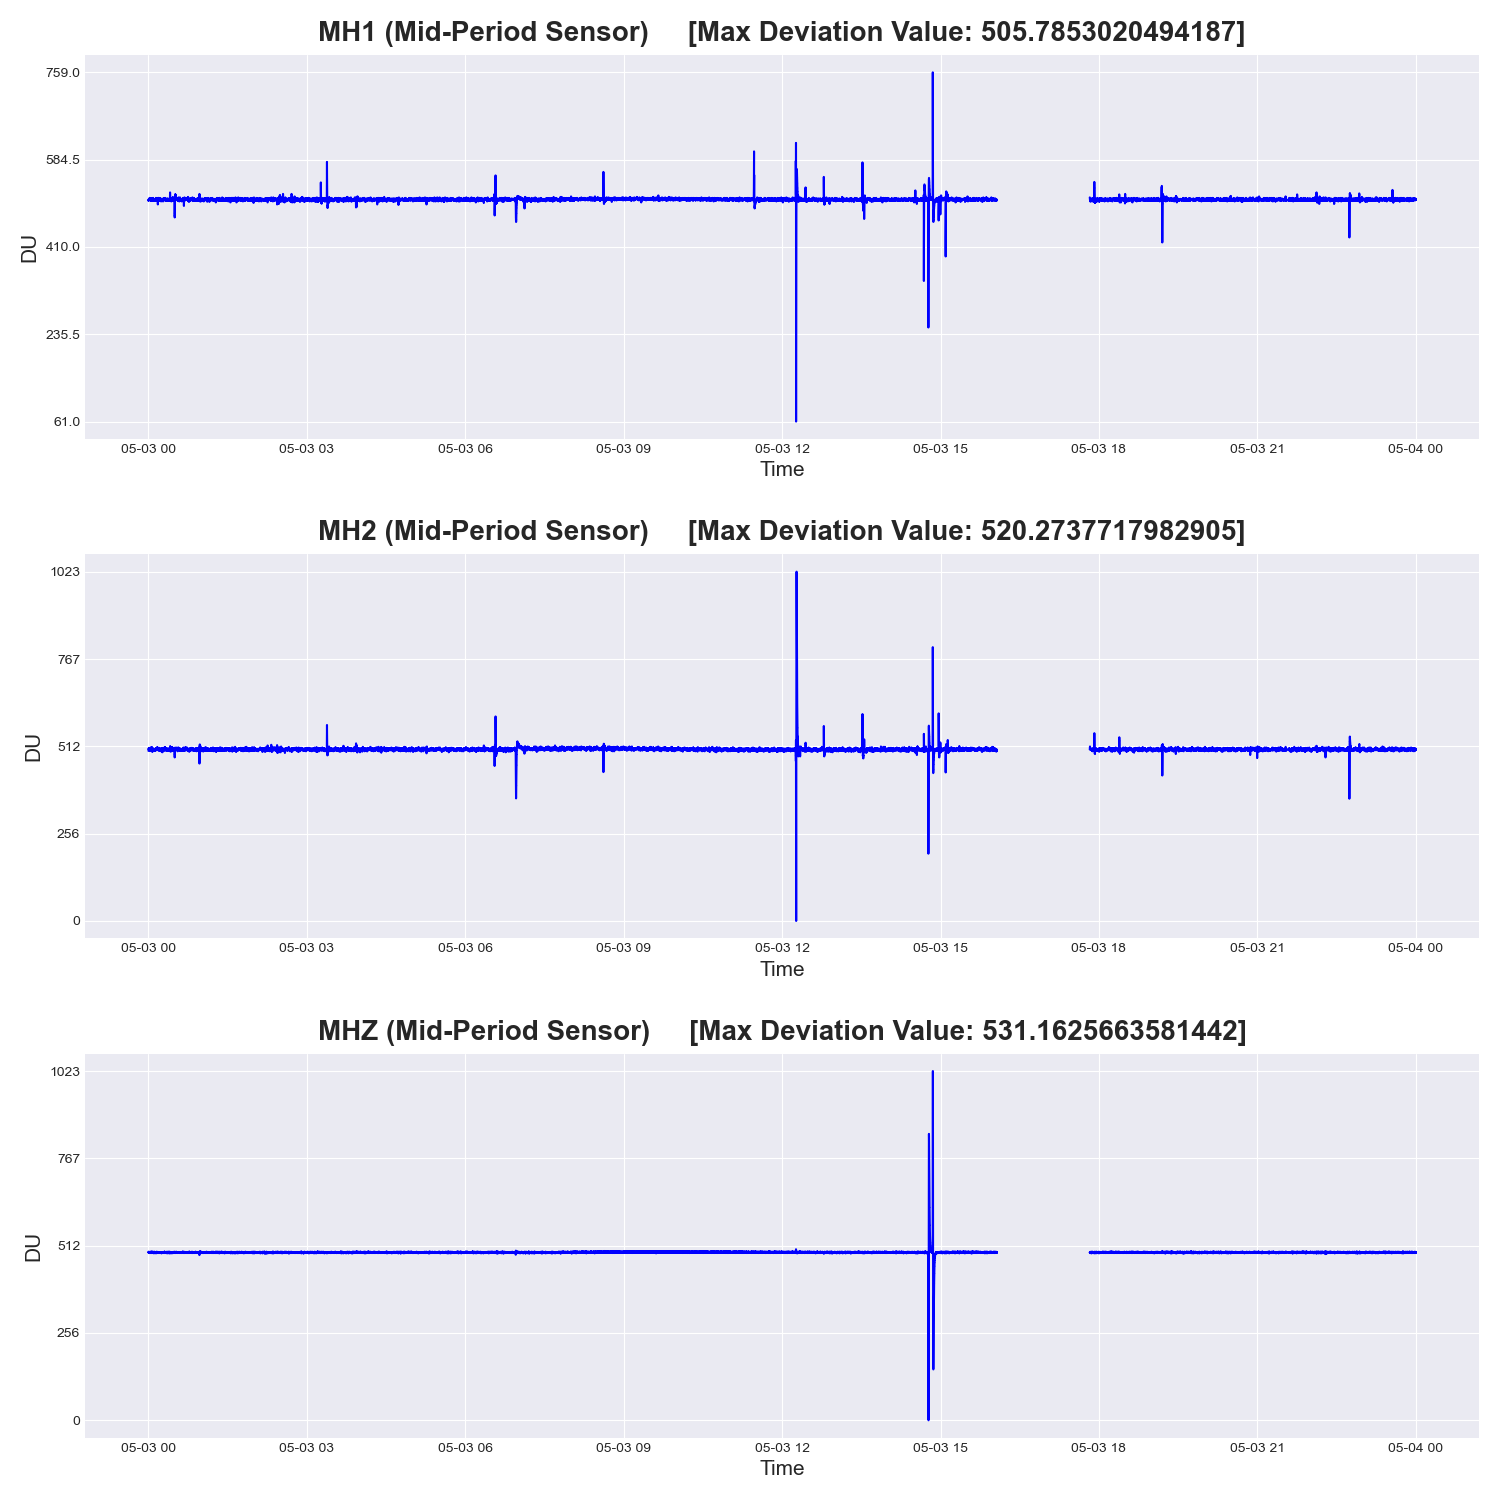 MH1 (Mid-Period Sensor) [Max Deviation Value: 505.7853020494187]
759.0
584.5
410.0
235.5
61.0
DU
05-03 00 05-03 03 05-03 06 05-03 09 05-03 12 05-03 15 05-03 18 05-03 21 05-04 00
Time
MH2 (Mid-Period Sensor) [Max Deviation Value: 520.2737717982905]
1023
767
512
256
0
DU
05-03 00 05-03 03 05-03 06 05-03 09 05-03 12 05-03 15 05-03 18 05-03 21 05-04 00
Time
MHZ (Mid-Period Sensor) [Max Deviation Value: 531.1625663581442]
1023
767
512
256
0
DU
05-03 00 05-03 03 05-03 06 05-03 09 05-03 12 05-03 15 05-03 18 05-03 21 05-04 00
Time